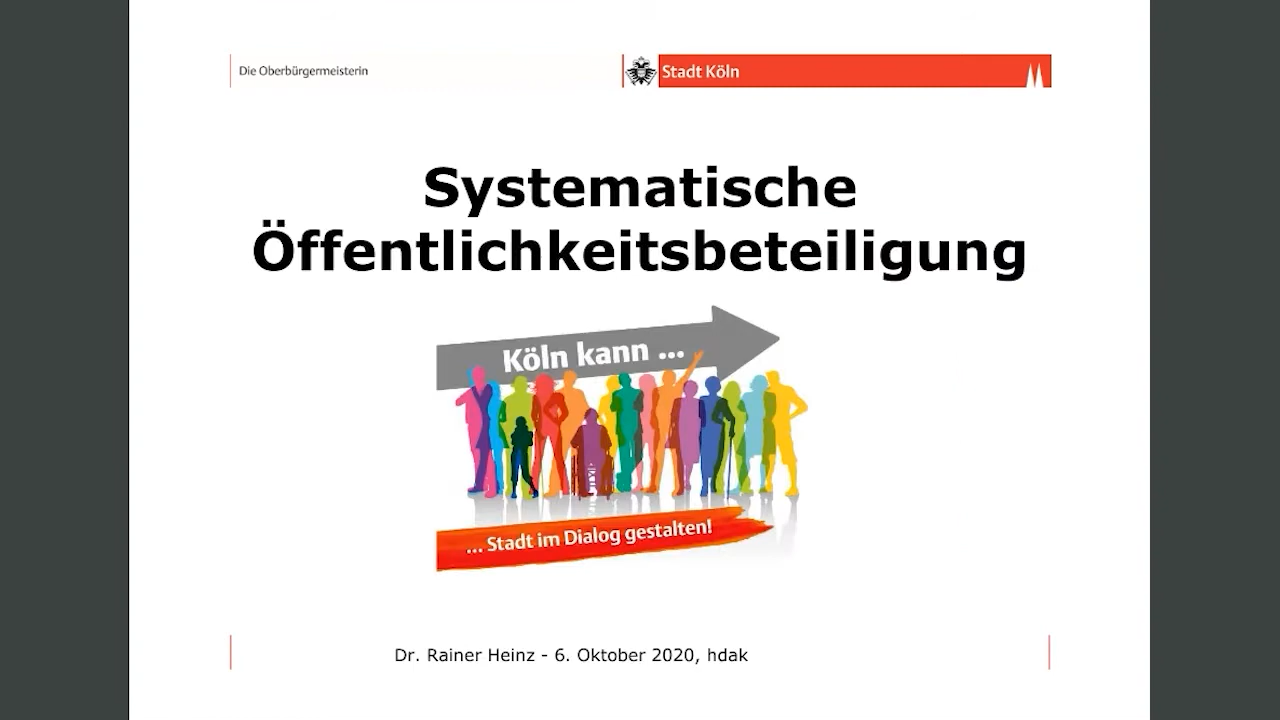 Die Oberbürgermeisterin
Stadt Köln
Systematische
Öffentlichkeitsbeteiligung
Köln kann ...
... Stadt im Dialog gestalten!
Dr. Rainer Heinz - 6. Oktober 2020, hdak